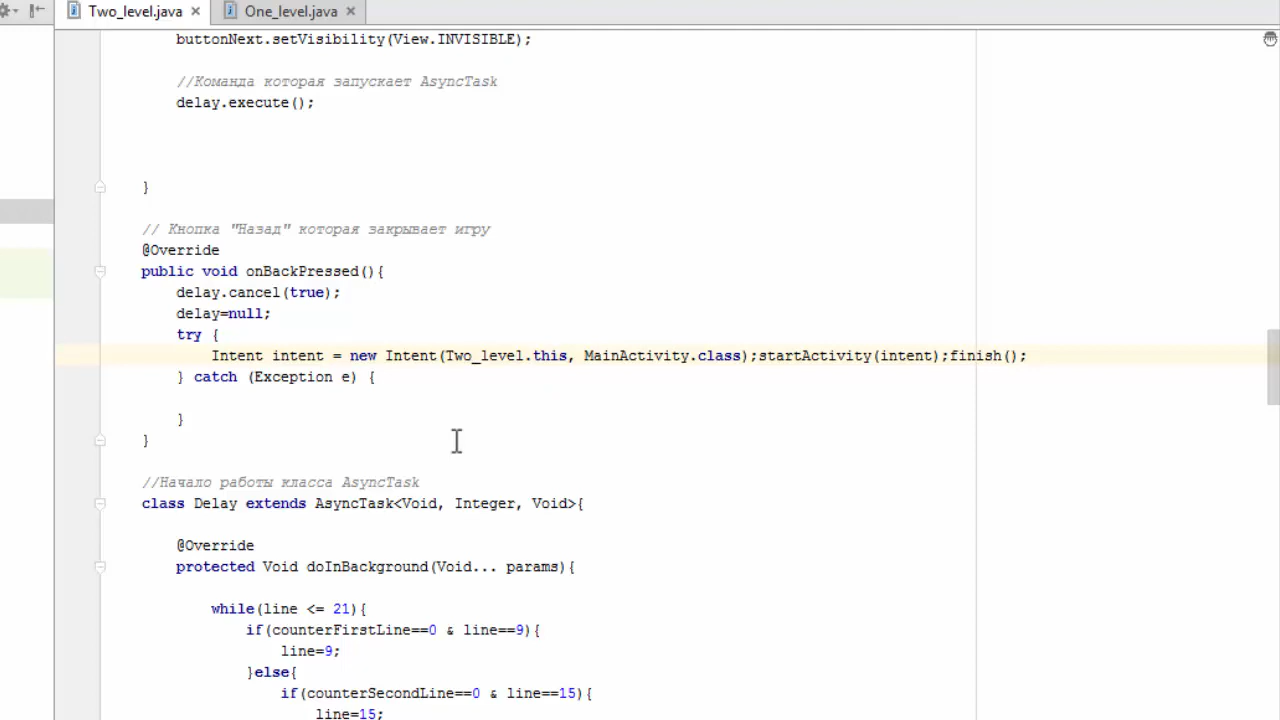 Two_level.java One_level.java
buttonNext.setVisibility(View.INVISIBLE);
//Команда которая запускает AsyncTask
delay.execute();
}
// Кнопка "Назад" которая закрывает игру
@Override
public void onBackPressed(){
delay.cancel(true);
delay=null;
try {
Intent intent = new Intent(Two_level.this, MainActivity.class);startActivity(intent);finish();
} catch (Exception e) {
}
}
//Начало работы класса AsyncTask
class Delay extends AsyncTask<Void, Integer, Void>{
@Override
protected Void doInBackground(Void... params){
while(line <= 21){
if(counterFirstLine==0 & line==9){
line=9;
}else{
if(counterSecondLine==0 & line==15){
line=15;